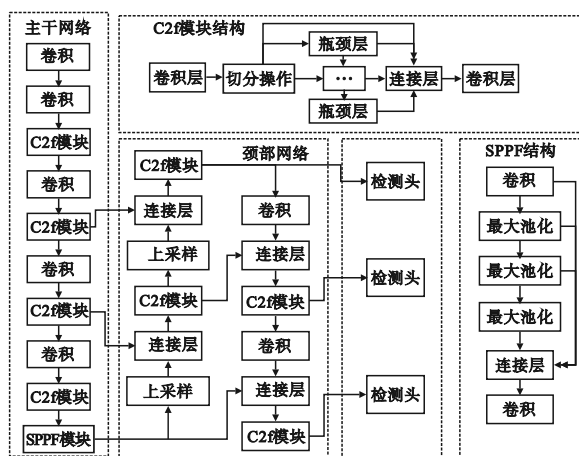 主干网络
卷积
卷积
C2f模块
卷积
C2f模块
卷积
C2f模块
卷积
C2f模块
SPPF模块
C2f模块结构
卷积层
切分操作
瓶颈层
...
瓶颈层
连接层
卷积层
颈部网络
C2f模块
连接层
上采样
C2f模块
连接层
上采样
卷积
连接层
C2f模块
卷积
连接层
C2f模块
检测头
检测头
检测头
SPPF结构
卷积
最大池化
最大池化
最大池化
连接层
卷积